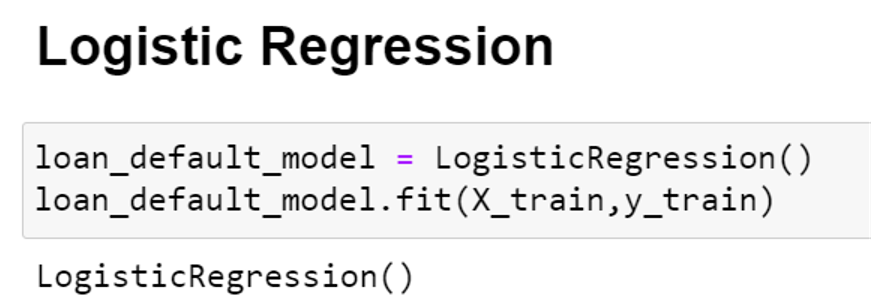 Logistic Regression
loan_default_model = LogisticRegression()
loan_default_model.fit(X_train,y_train)
LogisticRegression()